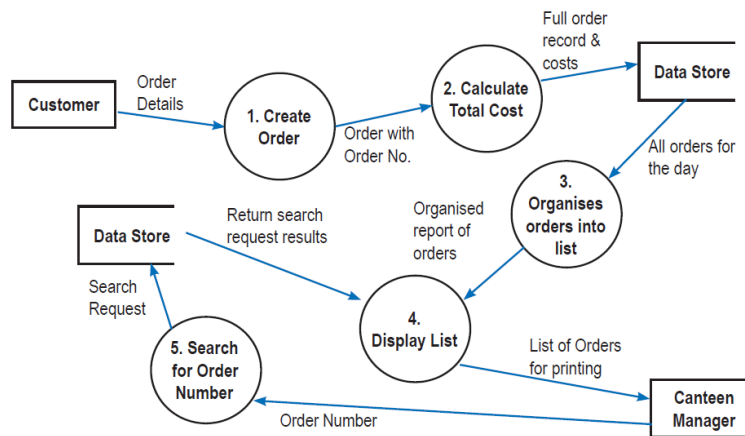 Full order
record &
costs
Order
Details
Customer
1. Create
Order
2. Calculate
Total Cost
Data Store
Order with
Order No.
All orders for
the day
3.
Organises
orders into
list
Return search
request results
Organised
report of
orders
Data Store
Search
Request
4.
Display List
5. Search
for Order
Number
List of Orders
for printing
Canteen
Manager
Order Number